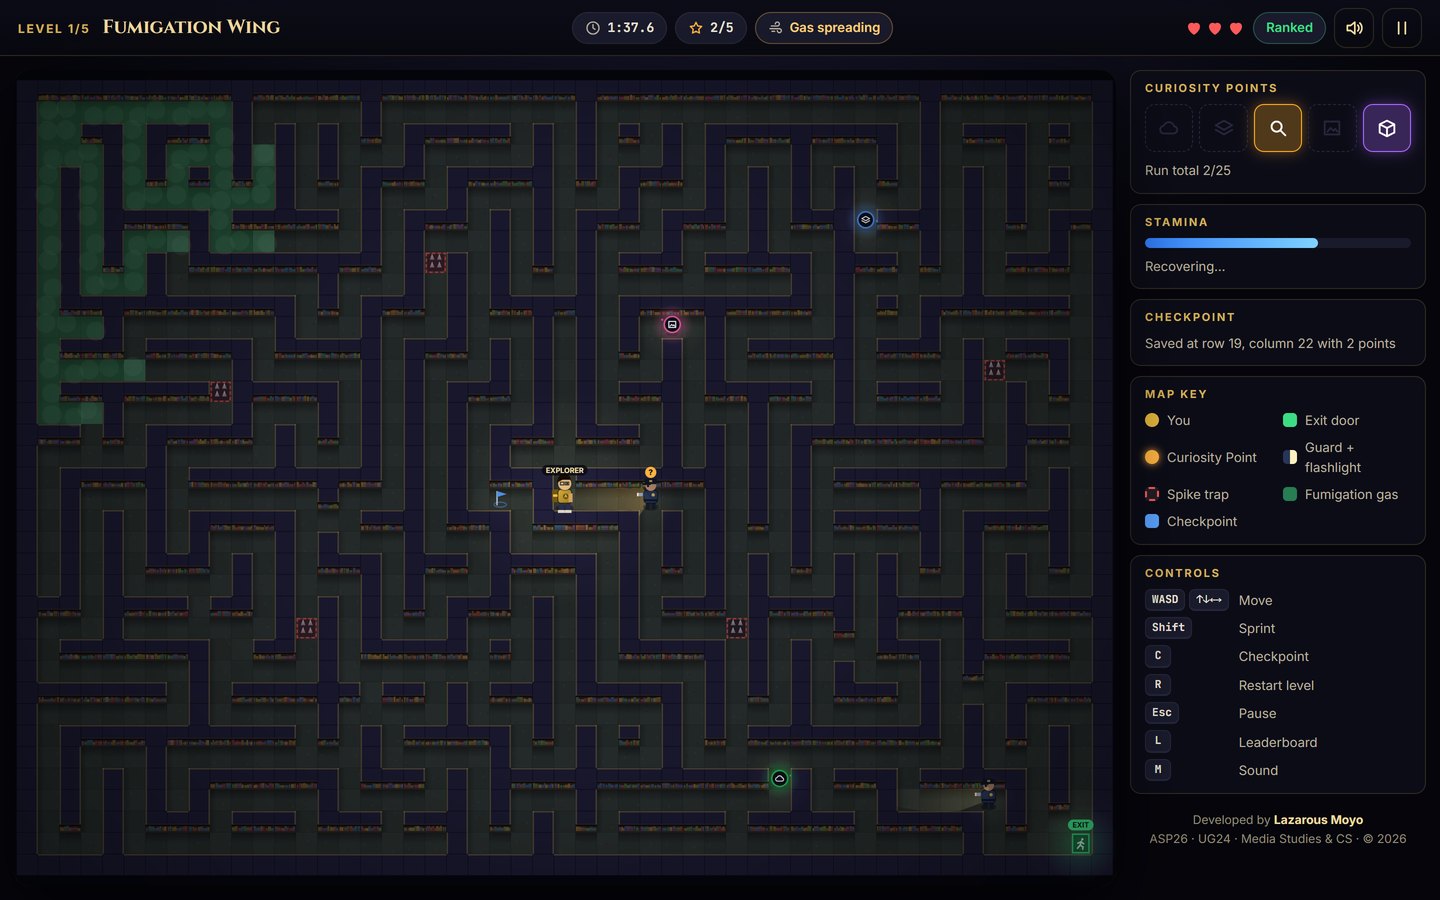 LEVEL 1/5 Fumigation Wing
1:37.6
2/5
Gas spreading
Ranked
CURIOSITY POINTS
Run total 2/25
STAMINA
Recovering...
CHECKPOINT
Saved at row 19, column 22 with 2 points
MAP KEY
You
Exit door
Curiosity Point
Guard +
flashlight
Spike trap
Fumigation gas
Checkpoint
EXPLORER
?
CONTROLS
WASD ↑↓←→ Move
Shift Sprint
C Checkpoint
R Restart level
Esc Pause
L Leaderboard
M Sound
EXIT
Developed by Lazarous Moyo
ASP26 · UG24 · Media Studies & CS · © 2026